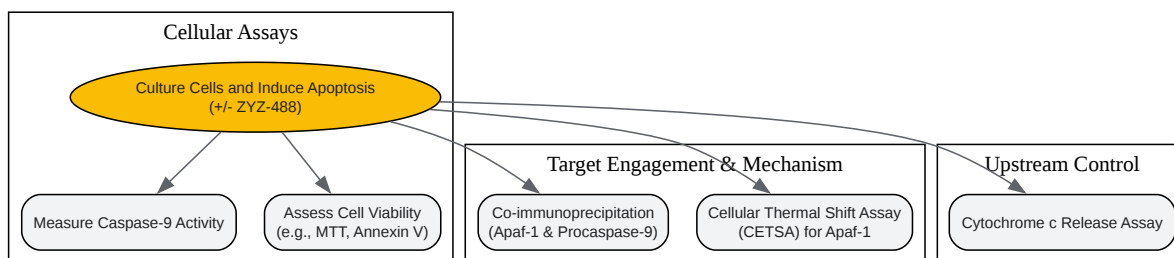 Cellular Assays
Culture Cells and Induce Apoptosis
(+/- ZYZ-488)
Measure Caspase-9 Activity
Assess Cell Viability
(e.g., MTT, Annexin V)
Target Engagement & Mechanism
Co-immunoprecipitation
(Apaf-1 & Procaspase-9)
Cellular Thermal Shift Assay
(CETSA) for Apaf-1
Upstream Control
Cytochrome c Release Assay